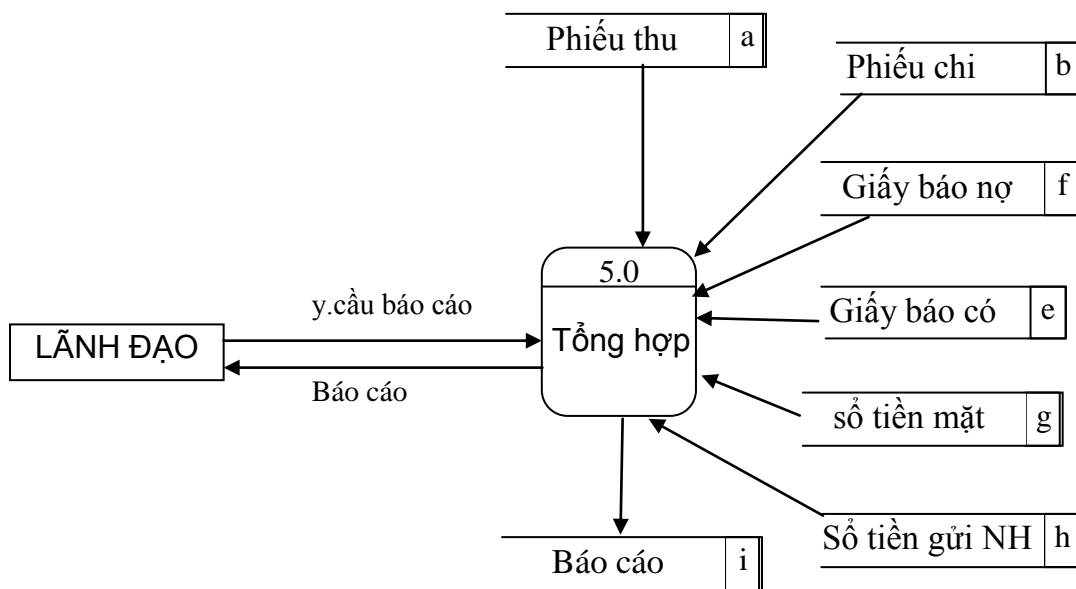 Phiếu thu a
Phiếu chi b
Giấy báo nợ f
5.0
y.cầu báo cáo
Giấy báo có e
LÃNH ĐẠO
Tổng hợp
Báo cáo
sổ tiền mặt g
Sổ tiền gửi NH h
Báo cáo i